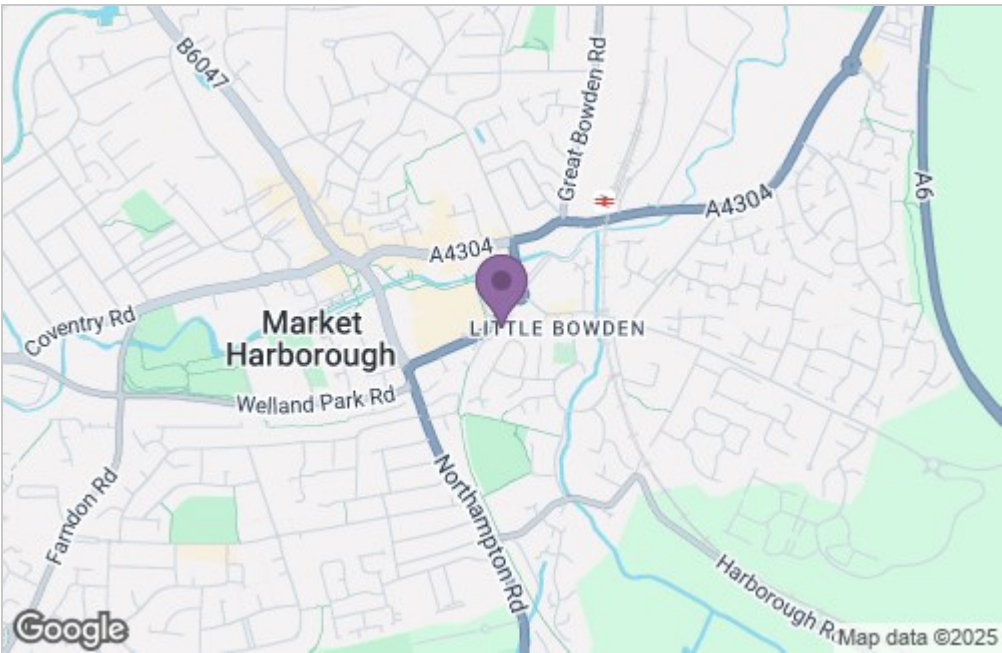 B6047
Great Bowden Rd
A4304
A6
A4304
Coventry Rd
Market
Harborough
LITTLE BOWDEN
Welland Park Rd
Farndon Rd
Northampton Rd
Harborough R
Google
Map data ©2025